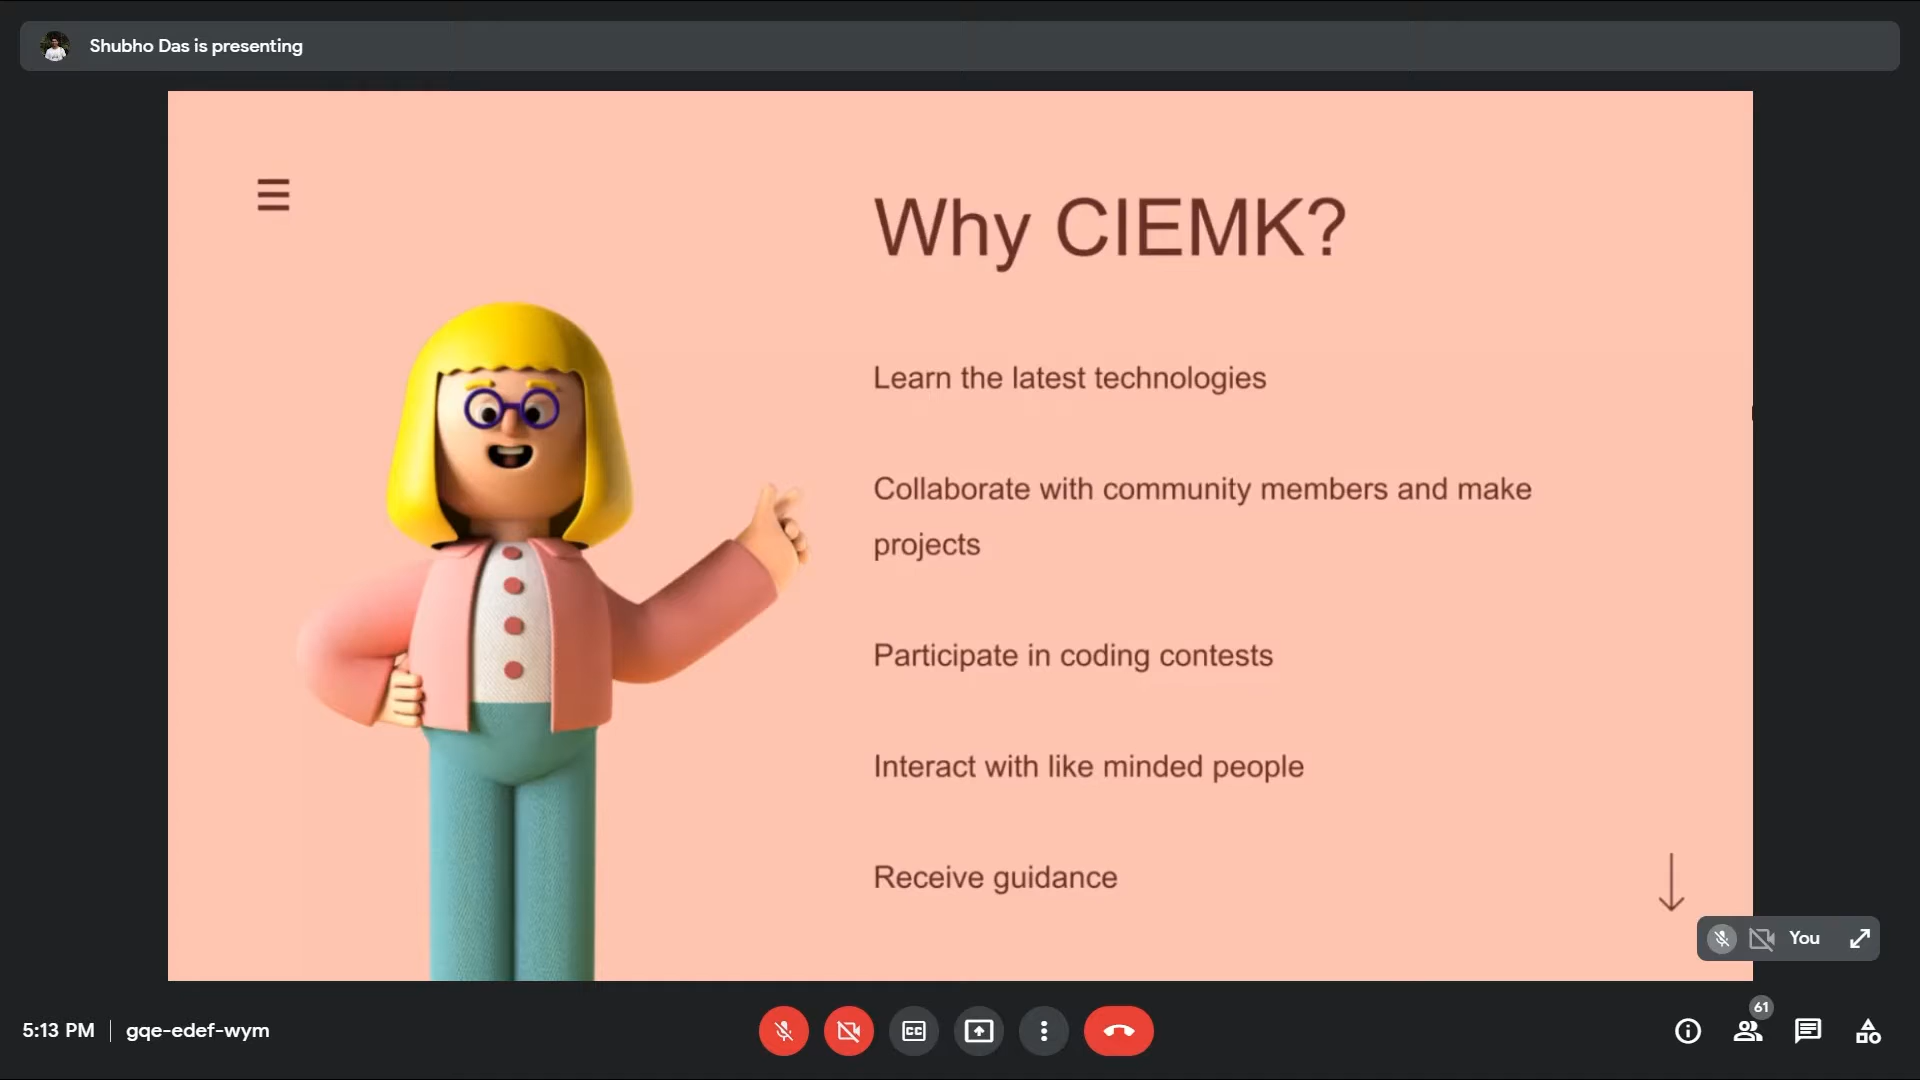 Shubho Das is presenting
Why CIEMK?
Learn the latest technologies
Collaborate with community members and make
projects
Participate in coding contests
Interact with like minded people
Receive guidance
You
61
5:13 PM | gqe-edef-wym
CC